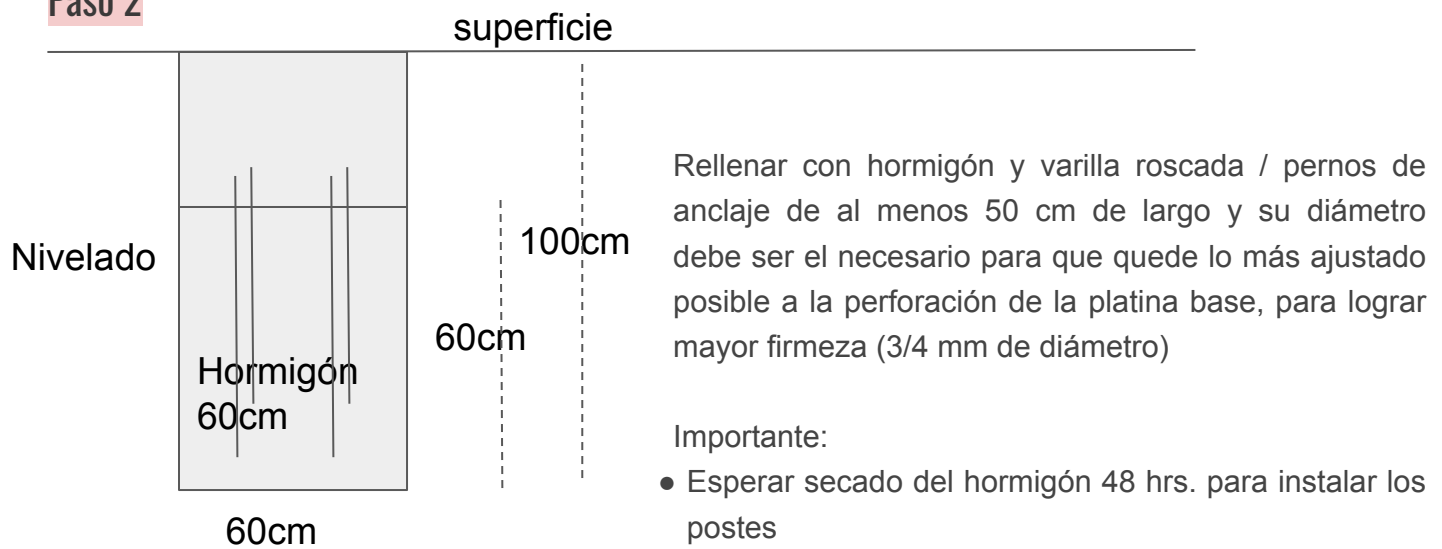 Paso 2
superficie
Nivelado
100cm
60cm
Hormigón
60cm
60cm
Rellenar con hormigón y varilla roscada / pernos de
anclaje de al menos 50 cm de largo y su diámetro
debe ser el necesario para que quede lo más ajustado
posible a la perforación de la platina base, para lograr
mayor firmeza (3/4 mm de diámetro)
Importante:
● Esperar secado del hormigón 48 hrs. para instalar los
postes